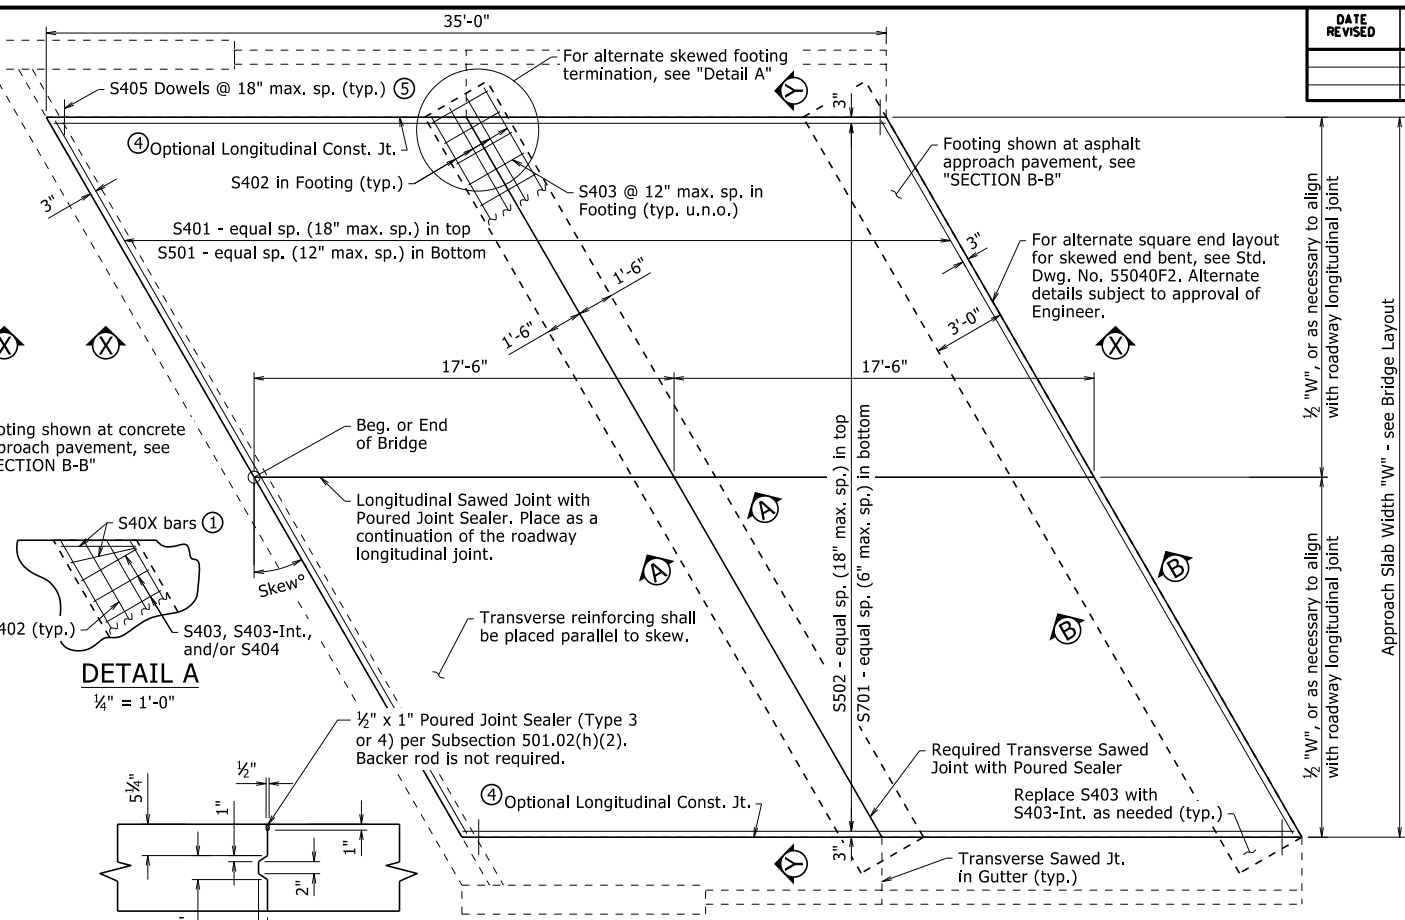 35'-0"
DATE
REVISED
For alternate skewed footing
termination, see "Detail A"
S405 Dowels @ 18" max. sp. (typ.) ⑤
Y
3"
④ Optional Longitudinal Const. Jt.
Footing shown at asphalt
approach pavement, see
"SECTION B-B"
S402 in Footing (typ.)
S403 @ 12" max. sp. in
Footing (typ. u.n.o.)
3"
S401 - equal sp. (18" max. sp.) in top
S501 - equal sp. (12" max. sp.) in Bottom
3"
For alternate square end layout
for skewed end bent, see Std.
Dwg. No. 55040F2. Alternate
details subject to approval of
Engineer.
½ "W", or as necessary to align
with roadway longitudinal joint
1'-6"
1'-6"
3'-0"
X
X
X
17'-6"
17'-6"
Approach Slab Width "W" - see Bridge Layout
oting shown at concrete
proach pavement, see
ECTION B-B"
Beg. or End
of Bridge
S502 - equal sp. (18" max. sp.) in top
S701 - equal sp. (6" max. sp.) in bottom
Longitudinal Sawed Joint with
Poured Joint Sealer. Place as a
continuation of the roadway
longitudinal joint.
A
A
B
B
S40X bars ①
Skew°
½ "W", or as necessary to align
with roadway longitudinal joint
402 (typ.)
S403, S403-Int.,
and/or S404
Transverse reinforcing shall
be placed parallel to skew.
DETAIL A
¼" = 1'-0"
½" x 1" Poured Joint Sealer (Type 3
or 4) per Subsection 501.02(h)(2).
Backer rod is not required.
Required Transverse Sawed
Joint with Poured Sealer
5¼"
1"
½"
1"
2"
④ Optional Longitudinal Const. Jt.
Replace S403 with
S403-Int. as needed (typ.)
3"
Y
Transverse Sawed Jt.
in Gutter (typ.)